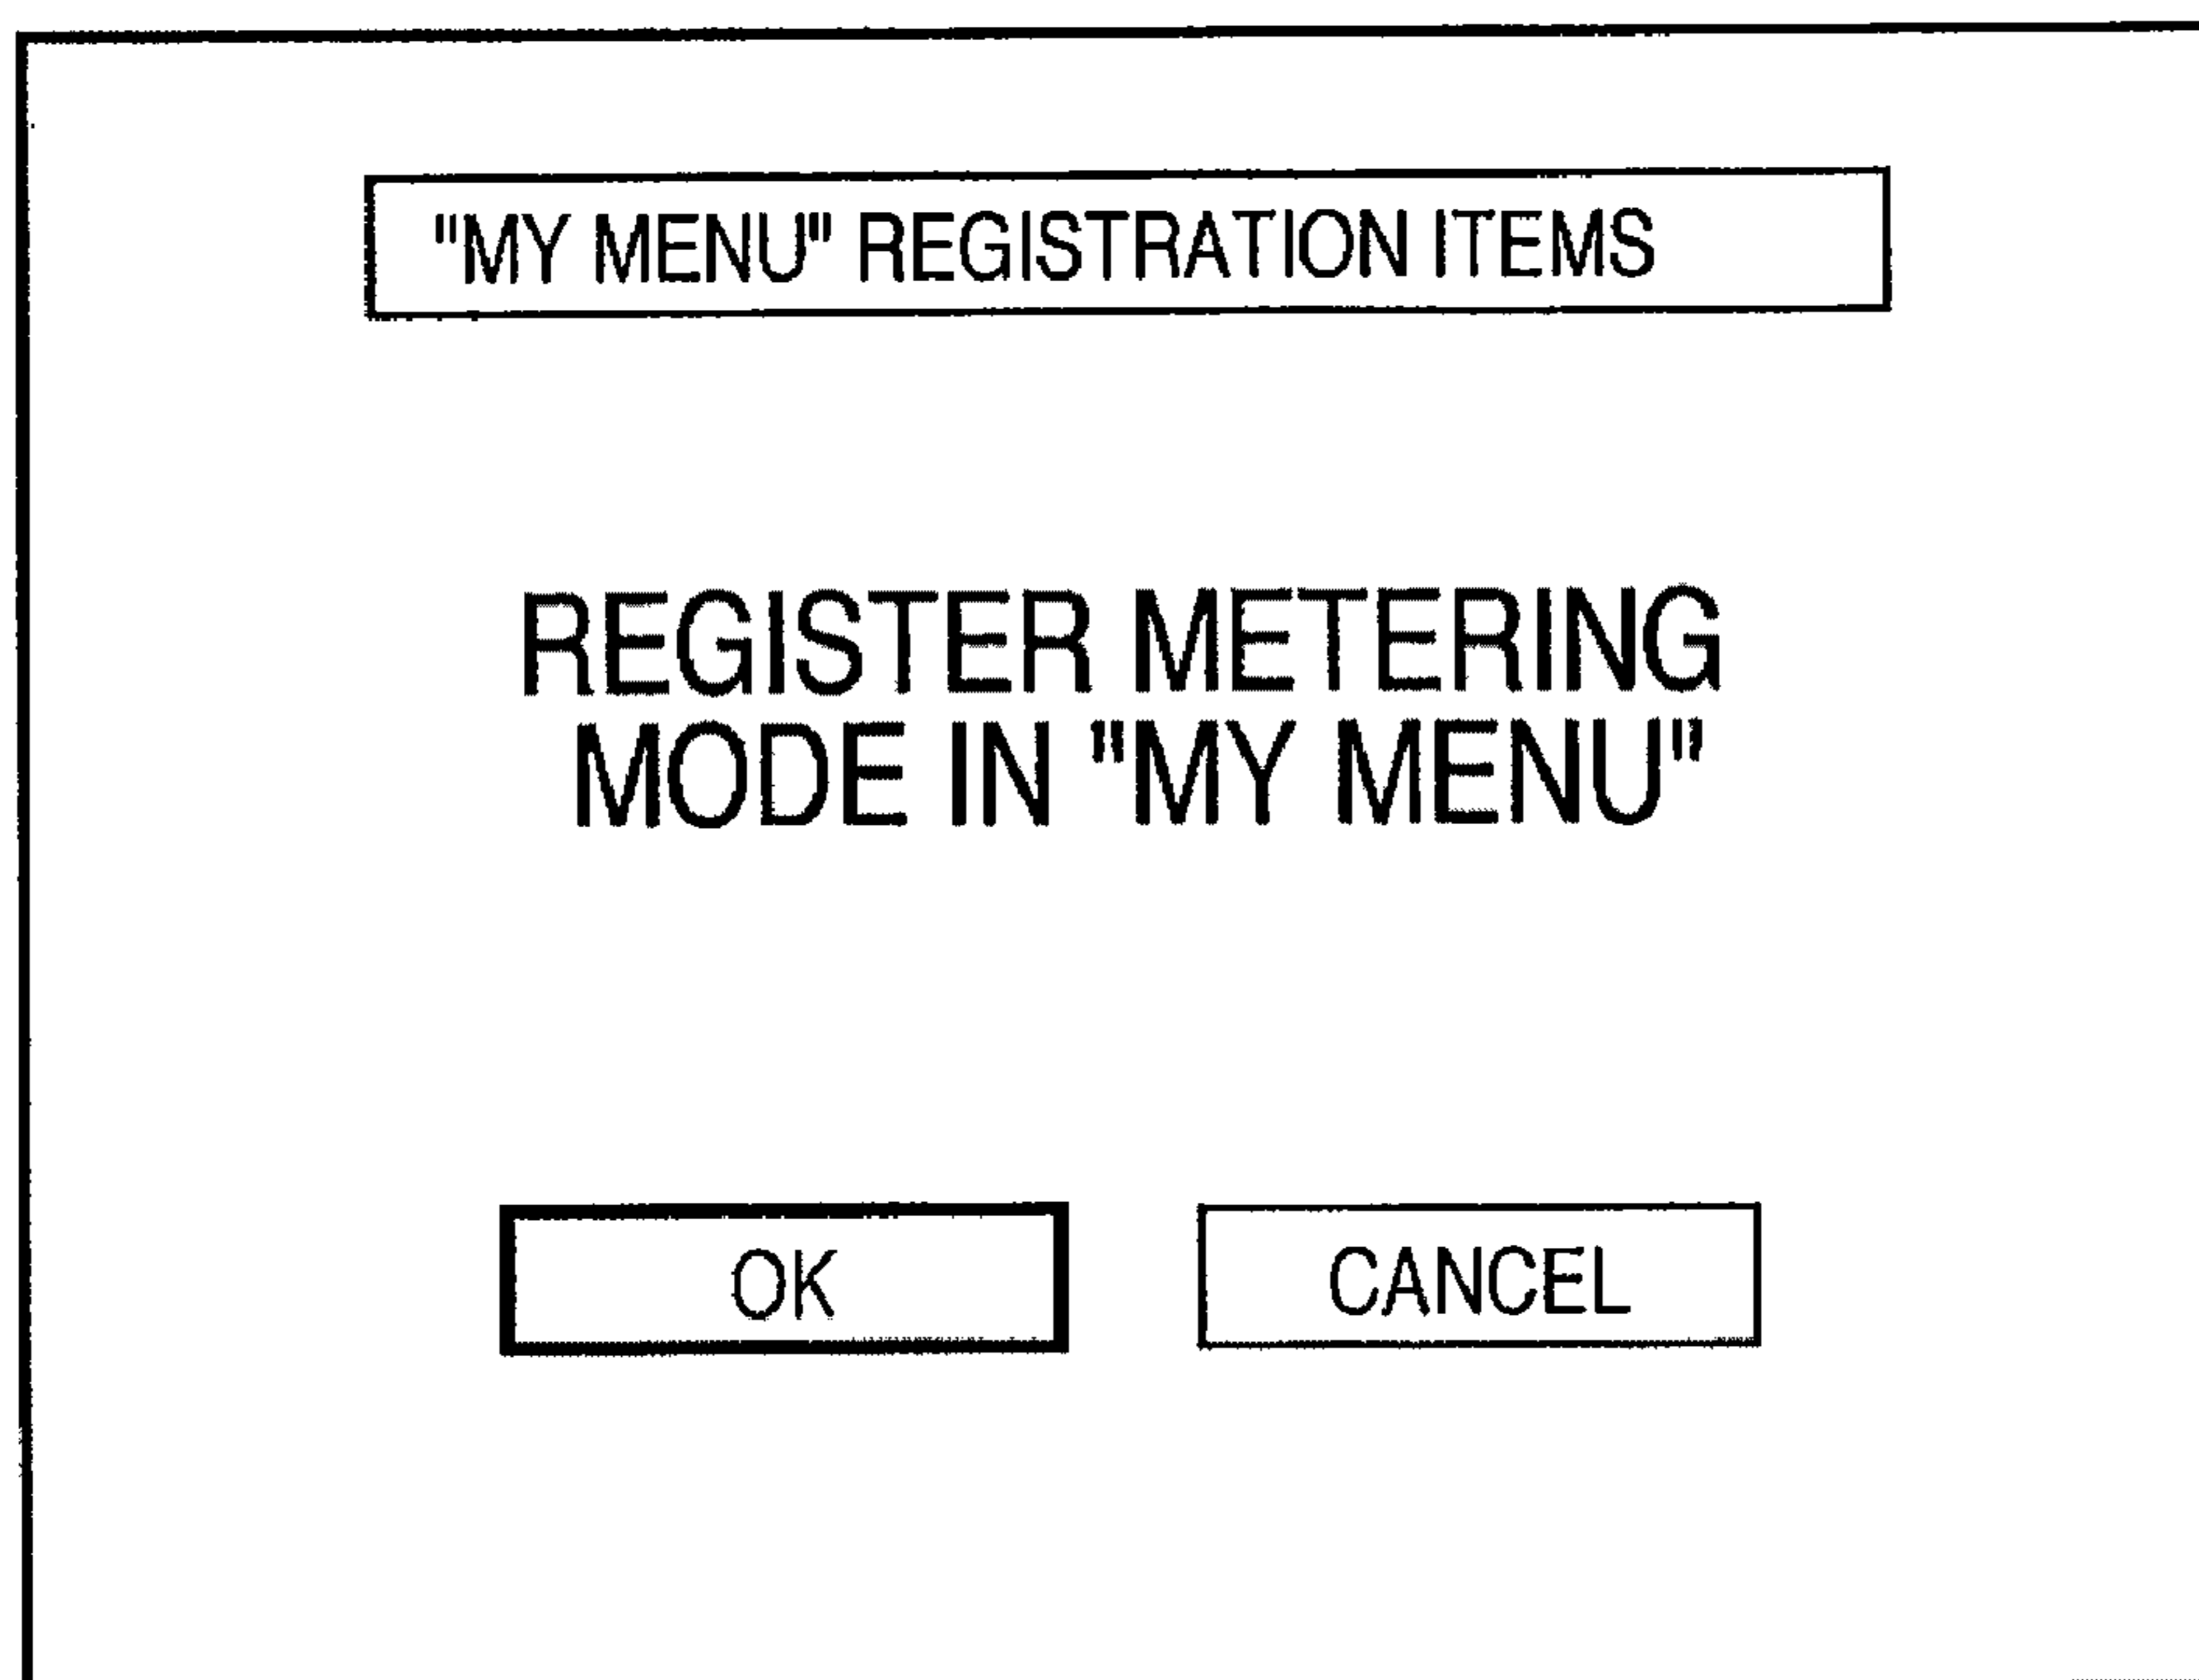 "MY MENU" REGISTRATION ITEMS
REGISTER METERING
MODE IN "MY MENU"
OK
CANCEL